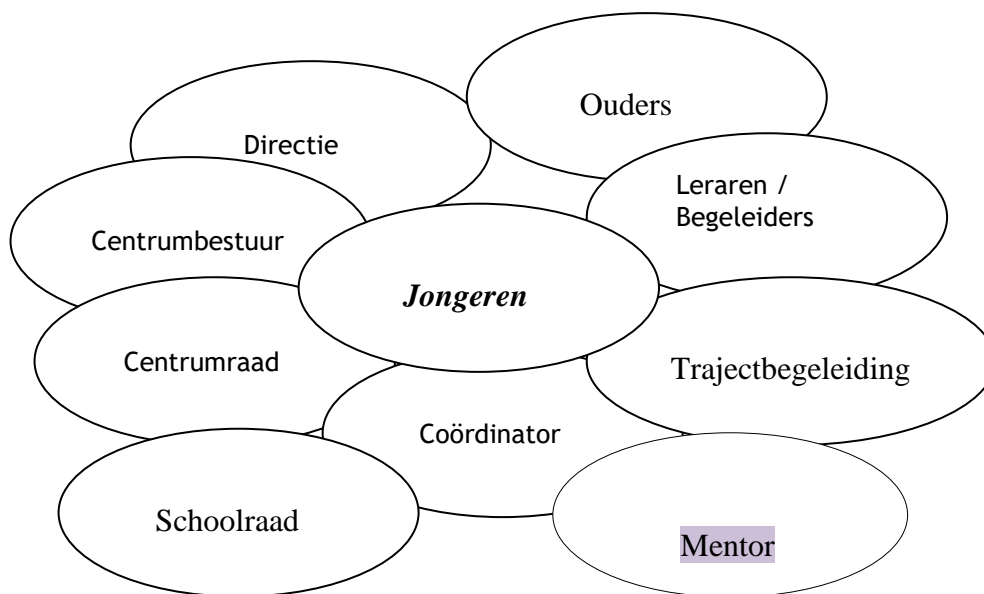 Ouders
Directie
Leraren /
Begeleiders
Centrumbestuur
Jongeren
Centrumraad
Trajectbegeleiding
Coördinator
Schoolraad
Mentor